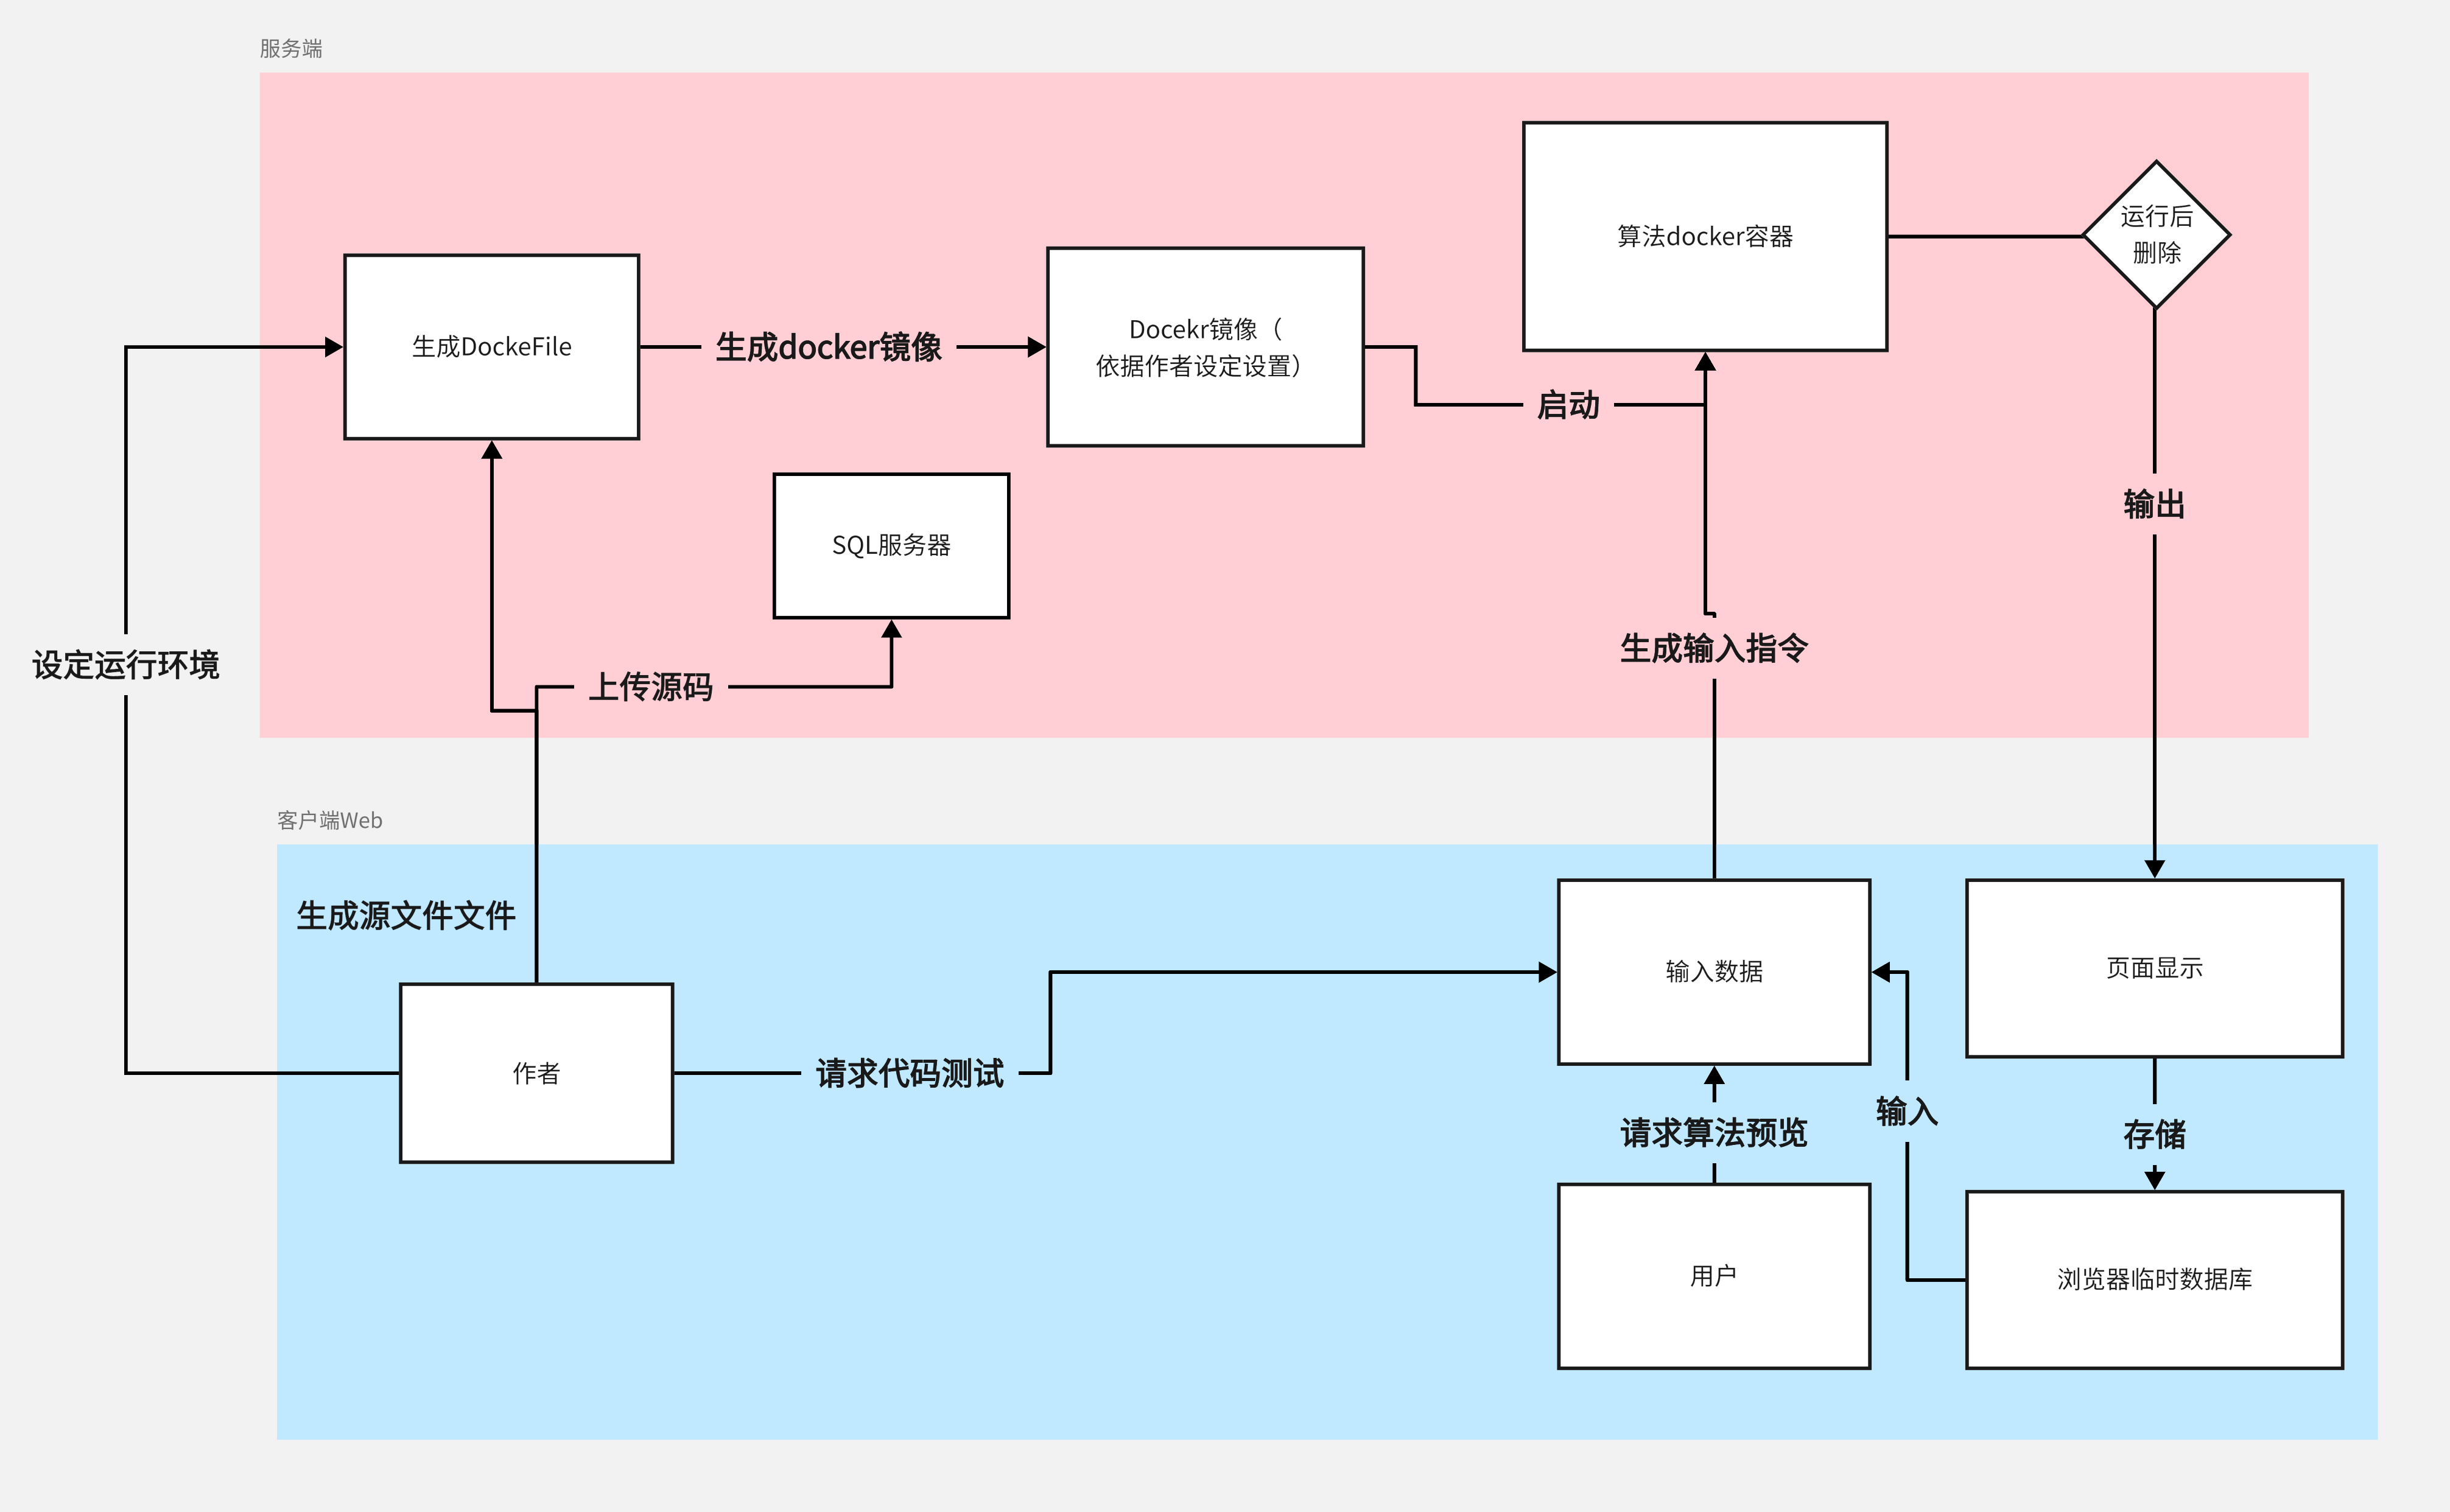 服务端
算法docker容器
运行后
删除
生成DockeFile
生成docker镜像
Docekr镜像（
依据作者设定设置）
启动
输出
SQL服务器
设定运行环境
上传源码
生成输入指令
客户端Web
生成源文件文件
作者
请求代码测试
输入数据
页面显示
输入
请求算法预览
存储
用户
浏览器临时数据库